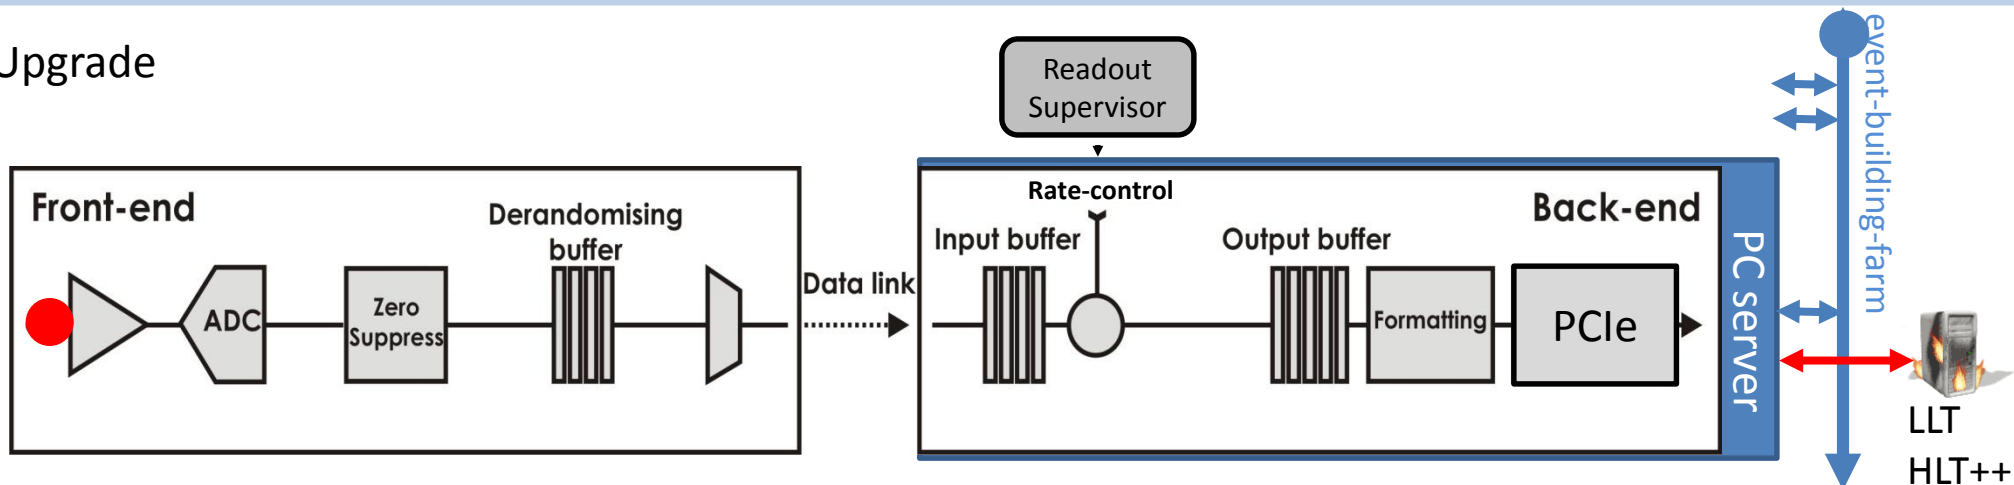 Upgrade
Readout
Supervisor
event-building-farm
Front-end
Derandomising
buffer
ADC
Zero
Suppress
Data link
Rate-control
Back-end
Input buffer
Output buffer
Formatting
PCIe
PC server
LLT
HLT++